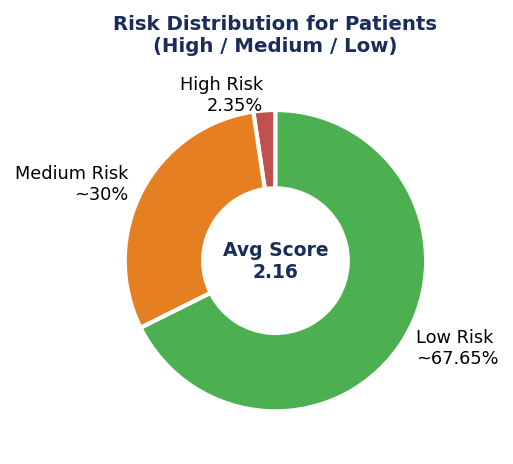 Risk Distribution for Patients
(High / Medium / Low)
High Risk
2.35%
Medium Risk
~30%
Avg Score
2.16
Low Risk
~67.65%